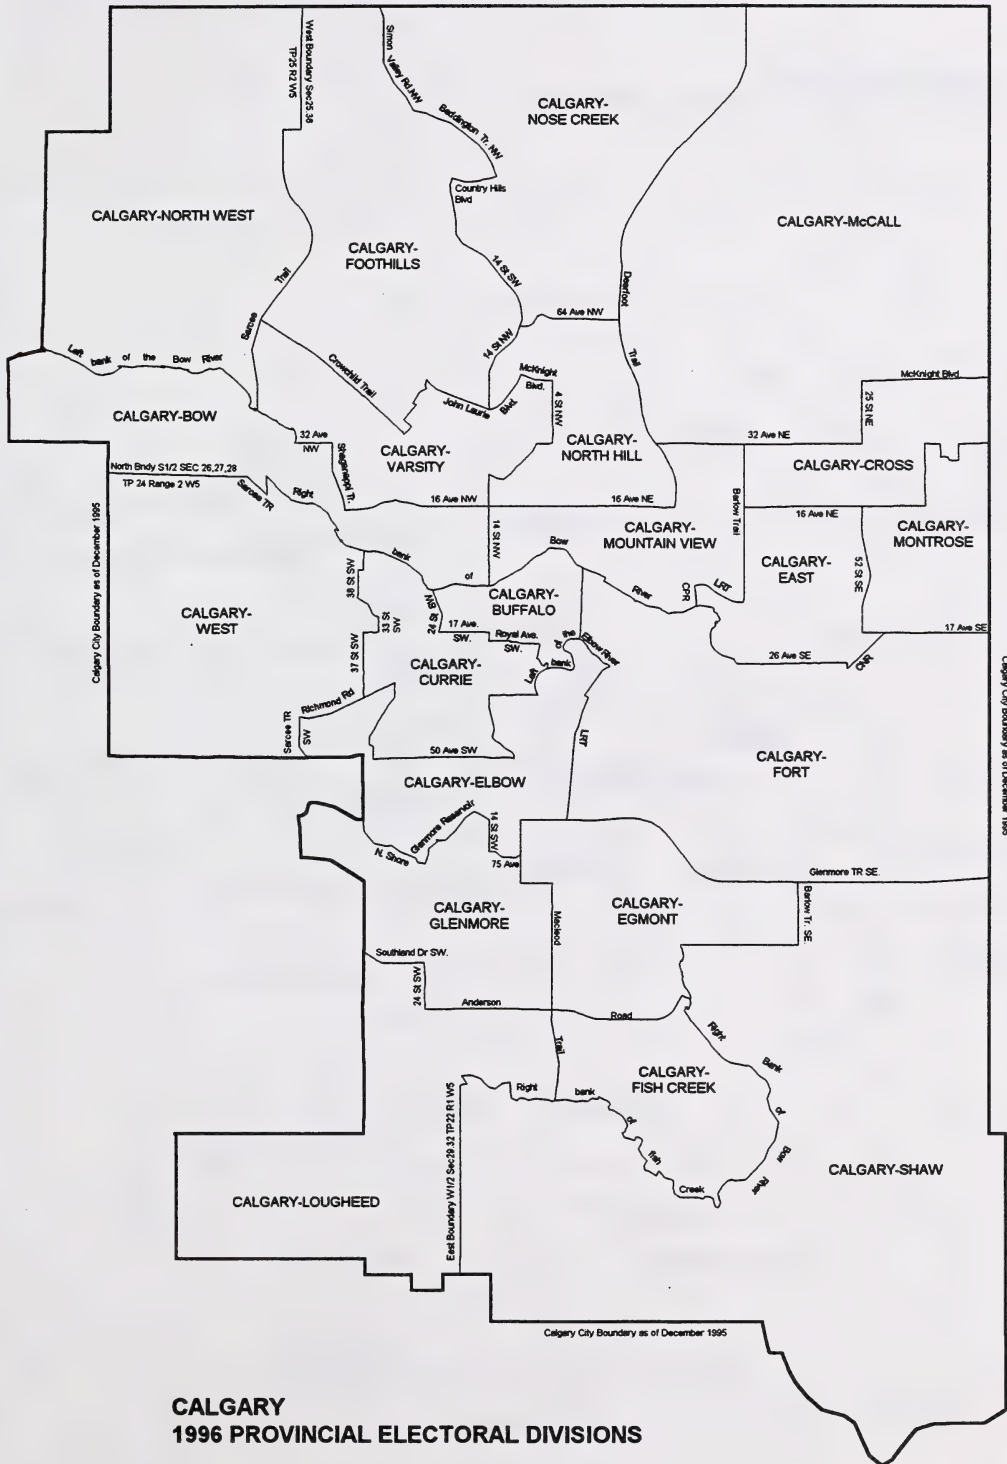 West Boundary Sec25,36
TP25 R2 W5
Simon
Valley Rd. NW
Beddington Tr. NW
CALGARY-
NOSE CREEK
Country Hills
Blvd
CALGARY-NORTH WEST
CALGARY-McCALL
CALGARY-
FOOTHILLS
14 St SW
Deerfoot
Trail
Sarcee
Trail
64 Ave NW
14 St NW
Left bank of the Bow River
Crowchild Trail
McKnight
Blvd.
John Laurie
Blvd.
4 St NW
McKnight Blvd.
25 St NE
CALGARY-BOW
32 Ave
NW
Shaganappi Tr.
CALGARY-
VARSITY
CALGARY-
NORTH HILL
32 Ave NE
CALGARY-CROSS
North Bndy S1/2 SEC 26,27,28
TP 24 Range 2 W5
Sarcee TR
Right
bank
of
Bow
River
16 Ave NW
16 Ave NE
Barlow Trail
16 Ave NE
CALGARY-
MONTROSE
CALGARY-
MOUNTAIN VIEW
14 St NW
CALGARY-
EAST
52 St SE
CPR
LRT
38 St SW
CALGARY-
BUFFALO
24 St SW
17 Ave.
SW.
Royal Ave.
SW.
Left
bank
of
the
Elbow River
17 Ave SE
26 Ave SE
CNR
Calgary City Boundary as of December 1995
CALGARY-
WEST
33 St
SW
37 St SW
CALGARY-
CURRIE
Richmond Rd
Sarcee TR
SW
50 Ave SW
LRT
CALGARY-
FORT
Calgary City Boundary as of December 1995
CALGARY-ELBOW
N. Shore
Glenmore Reservoir
14 St SW
75 Ave
Glenmore TR SE.
CALGARY-
GLENMORE
CALGARY-
EGMONT
Barlow Tr. SE.
Macleod
Trail
Southland Dr SW.
24 St SW
Anderson
Road
Right
Bank
of
Bow
River
CALGARY-
FISH CREEK
Right
bank
of
fish
Creek
East Boundary W1/2 Sec29,32 TP22 R1 W5
CALGARY-SHAW
CALGARY-LOUGHEED
Calgary City Boundary as of December 1995
CALGARY
1996 PROVINCIAL ELECTORAL DIVISIONS